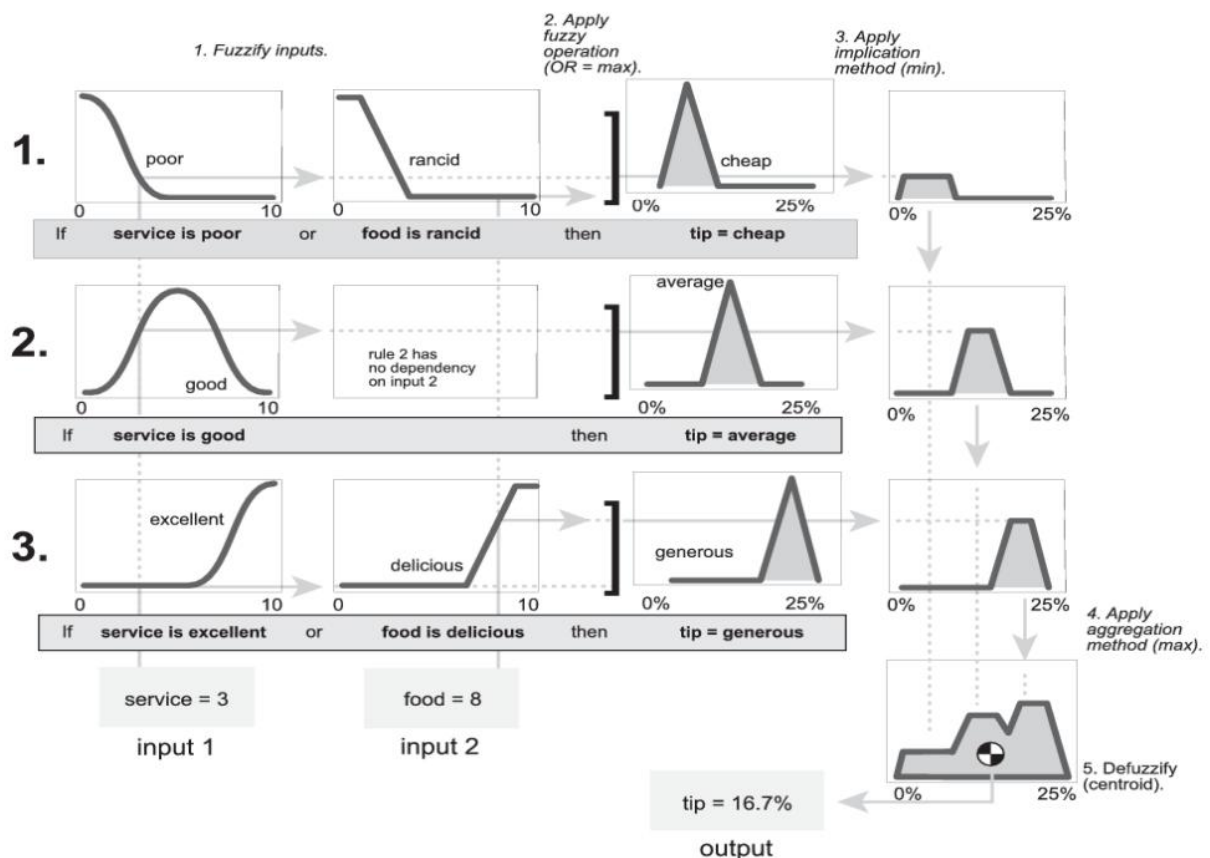 1. Fuzzify inputs.
2. Apply
fuzzy
operation
(OR = max).
3. Apply
implication
method (min).
1.
poor
0 10
rancid
0 10
cheap
0% 25%
0% 25%
If service is poor or food is rancid then tip = cheap
2.
good
0 10
rule 2 has
no dependency
on input 2
average
0% 25%
0% 25%
If service is good then tip = average
3.
excellent
0 10
delicious
0 10
generous
0% 25%
0% 25%
If service is excellent or food is delicious then tip = generous
4. Apply
aggregation
method (max).
service = 3
input 1
food = 8
input 2
0% 25%
5. Defuzzify
(centroid).
tip = 16.7%
output